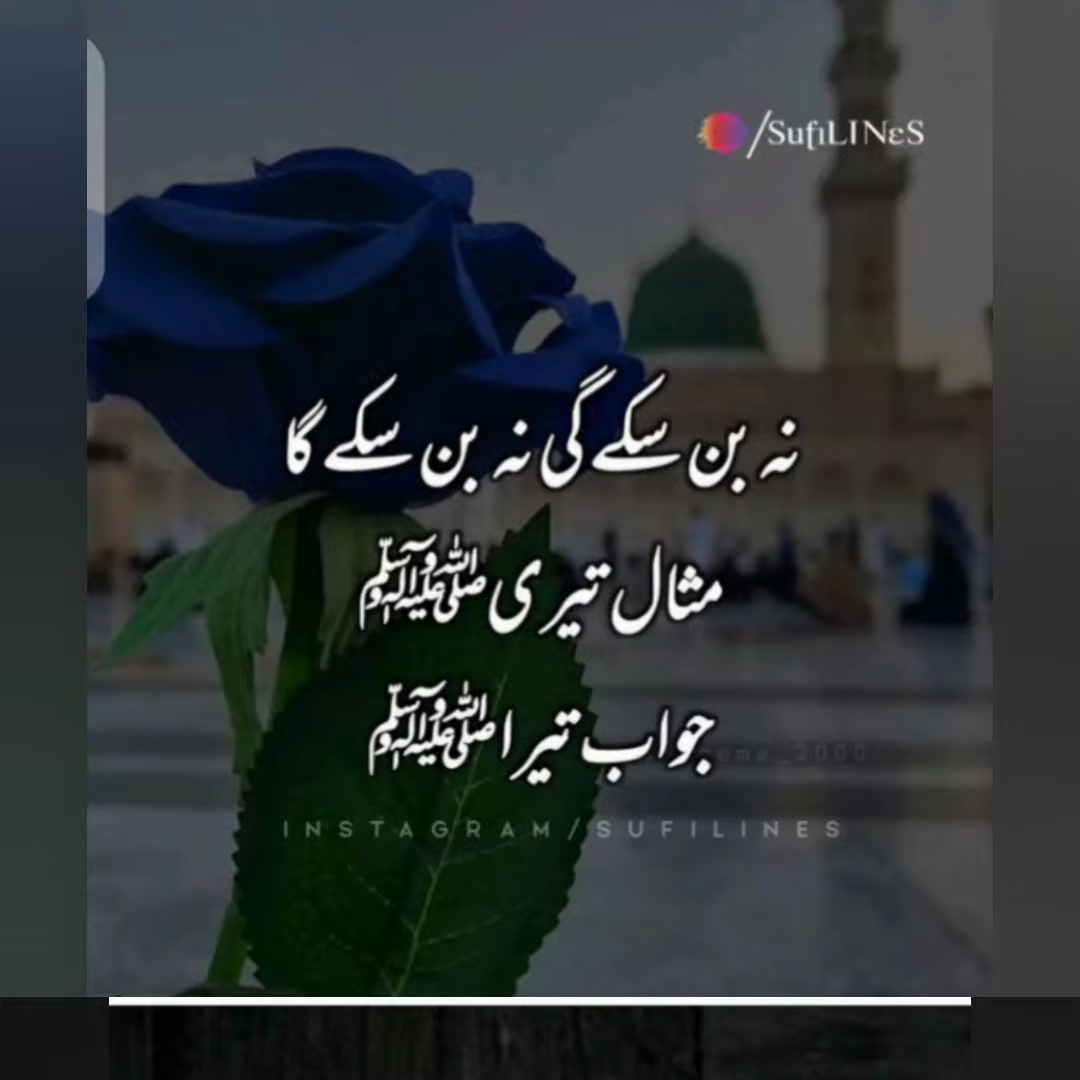 /SufiLINεS
نہ بن سکے گی نہ بن سکے گا
مثال تیری ﷺ
جواب تیرا ﷺ
INSTAGRAM/SUFILINES